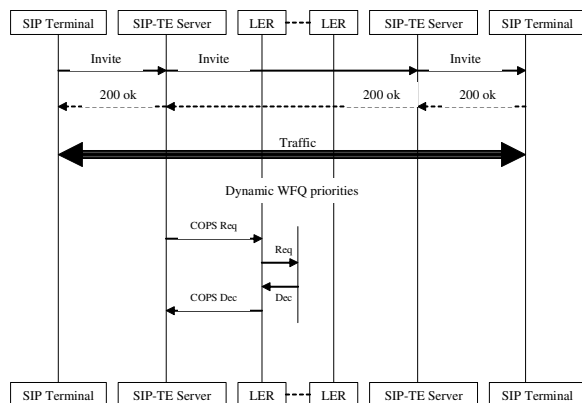 SIP Terminal SIP-TE Server LER LER SIP-TE Server SIP Terminal
Invite Invite Invite
200 ok 200 ok 200 ok
Traffic
Dynamic WFQ priorities
COPS Req
Req
COPS Dec Dec
SIP Terminal SIP-TE Server LER LER SIP-TE Server SIP Terminal